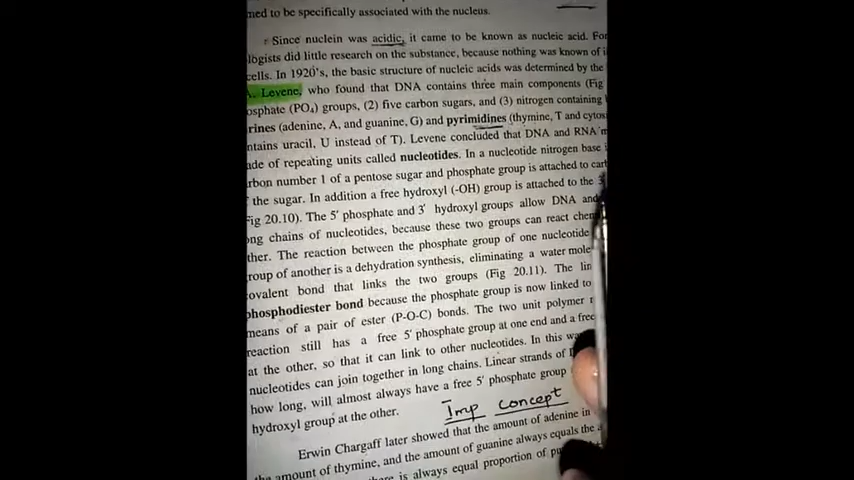 med to be specifically associated with the nucleus.
Since nuclein was acidic, it came to be known as nucleic acid. For
logists did little research on the substance, because nothing was known of i
cells. In 1920's, the basic structure of nucleic acids was determined by the
A. Levene, who found that DNA contains three main components (Fig
osphate (PO4) groups, (2) five carbon sugars, and (3) nitrogen containing
rines (adenine, A, and guanine, G) and pyrimidines (thymine, T and cytos
ntains uracil, U instead of T). Levene concluded that DNA and RNA m
ade of repeating units called nucleotides. In a nucleotide nitrogen base i
rbon number 1 of a pentose sugar and phosphate group is attached to carb
f the sugar. In addition a free hydroxyl (-OH) group is attached to the 3
Fig 20.10). The 5' phosphate and 3' hydroxyl groups allow DNA and
ong chains of nucleotides, because these two groups can react chem
ther. The reaction between the phosphate group of one nucleotide
roup of another is a dehydration synthesis, eliminating a water mole
ovalent bond that links the two groups (Fig 20.11). The lin
phosphodiester bond because the phosphate group is now linked to
means of a pair of ester (P-O-C) bonds. The two unit polymer r
reaction still has a free 5' phosphate group at one end and a free
at the other, so that it can link to other nucleotides. In this wa
nucleotides can join together in long chains. Linear strands of
how long, will almost always have a free 5' phosphate group
hydroxyl group at the other.
Imp concept
Erwin Chargaff later showed that the amount of adenine in
the amount of thymine, and the amount of guanine always equals the a
is always equal proportion of pu